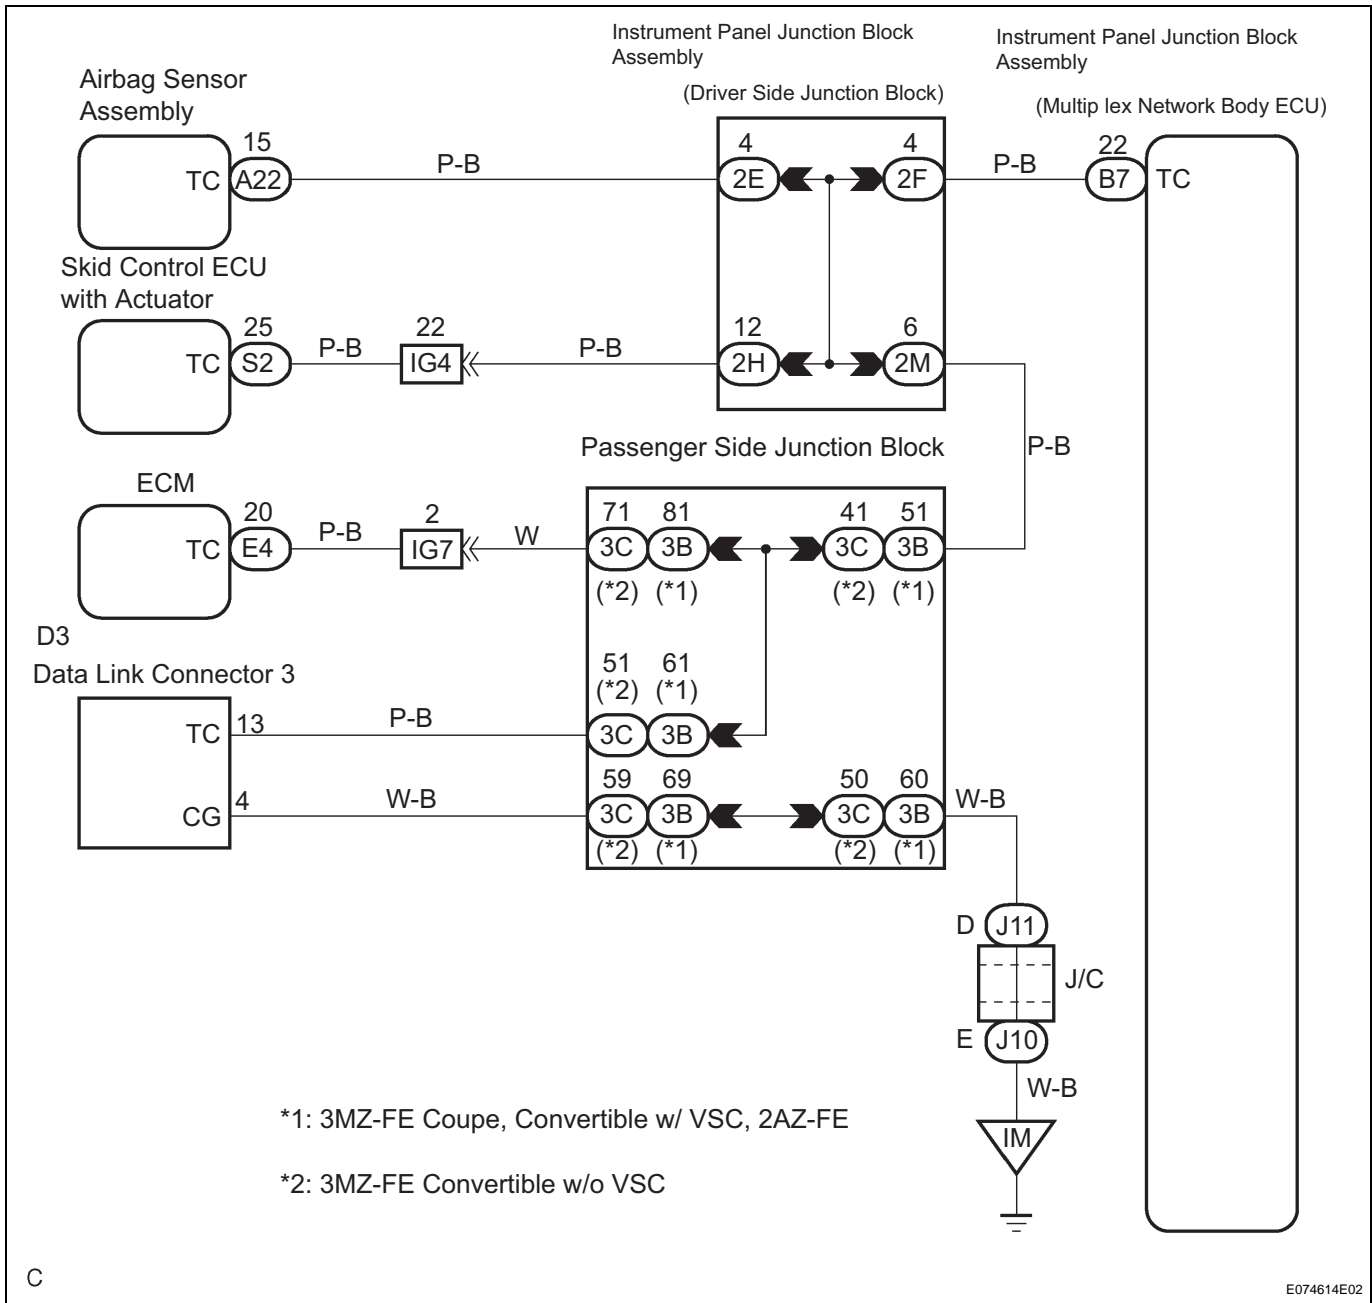 Instrument Panel Junction Block
Assembly
Instrument Panel Junction Block
Assembly
(Driver Side Junction Block)
(Multip lex Network Body ECU)
Airbag Sensor
Assembly
15
TC A22
P-B
4
2E
4
2F
P-B
22
B7 TC
Skid Control ECU
with Actuator
25
TC S2
P-B
22
IG4
P-B
12
2H
6
2M
P-B
Passenger Side Junction Block
ECM
20
TC E4
P-B
2
IG7
W
71 81
3C 3B
(*2) (*1)
41 51
3C 3B
(*2) (*1)
D3
Data Link Connector 3
TC 13
P-B
51 61
(*2) (*1)
3C 3B
CG 4
W-B
59 69
3C 3B
(*2) (*1)
50 60
3C 3B
(*2) (*1)
W-B
D J11
J/C
E J10
W-B
IM
*1: 3MZ-FE Coupe, Convertible w/ VSC, 2AZ-FE
*2: 3MZ-FE Convertible w/o VSC
C
E074614E02